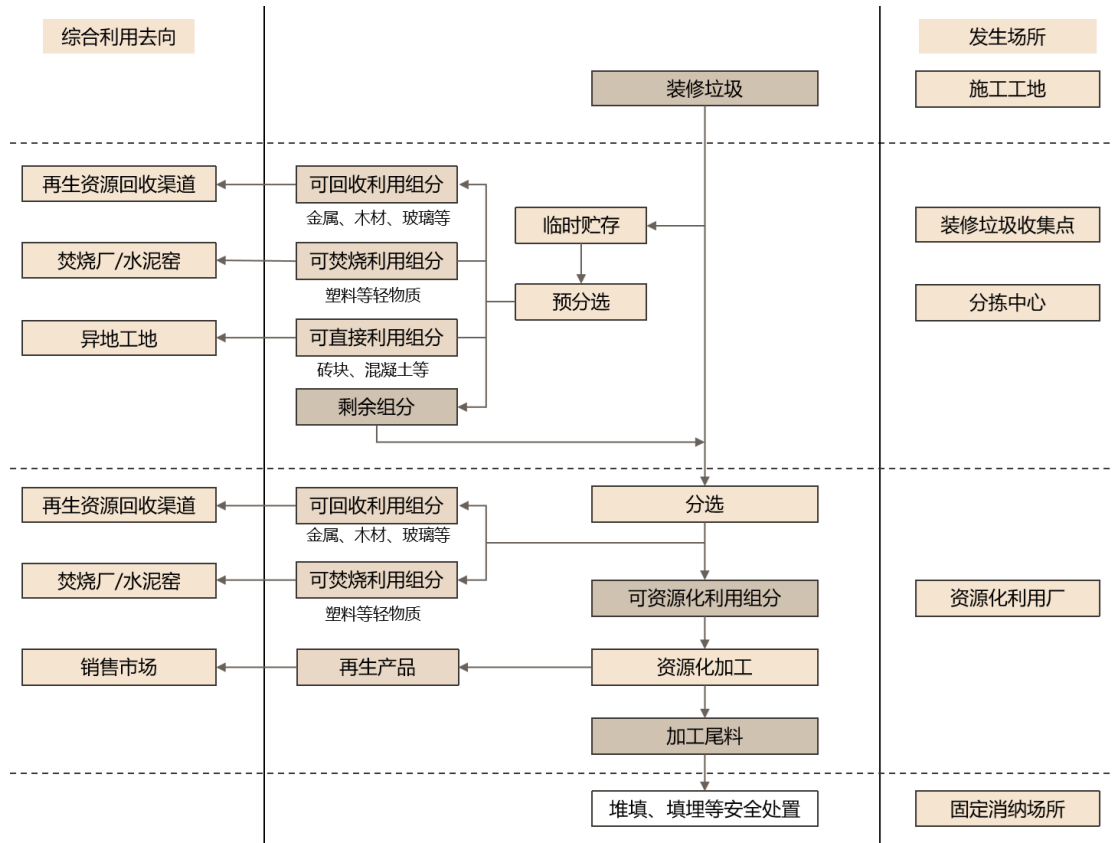 综合利用去向
发生场所
装修垃圾
施工工地
再生资源回收渠道
可回收利用组分
金属、木材、玻璃等
临时贮存
装修垃圾收集点
焚烧厂/水泥窑
可焚烧利用组分
塑料等轻物质
预分选
分拣中心
异地工地
可直接利用组分
砖块、混凝土等
剩余组分
再生资源回收渠道
可回收利用组分
金属、木材、玻璃等
分选
焚烧厂/水泥窑
可焚烧利用组分
塑料等轻物质
可资源化利用组分
资源化利用厂
销售市场
再生产品
资源化加工
加工尾料
堆填、填埋等安全处置
固定消纳场所